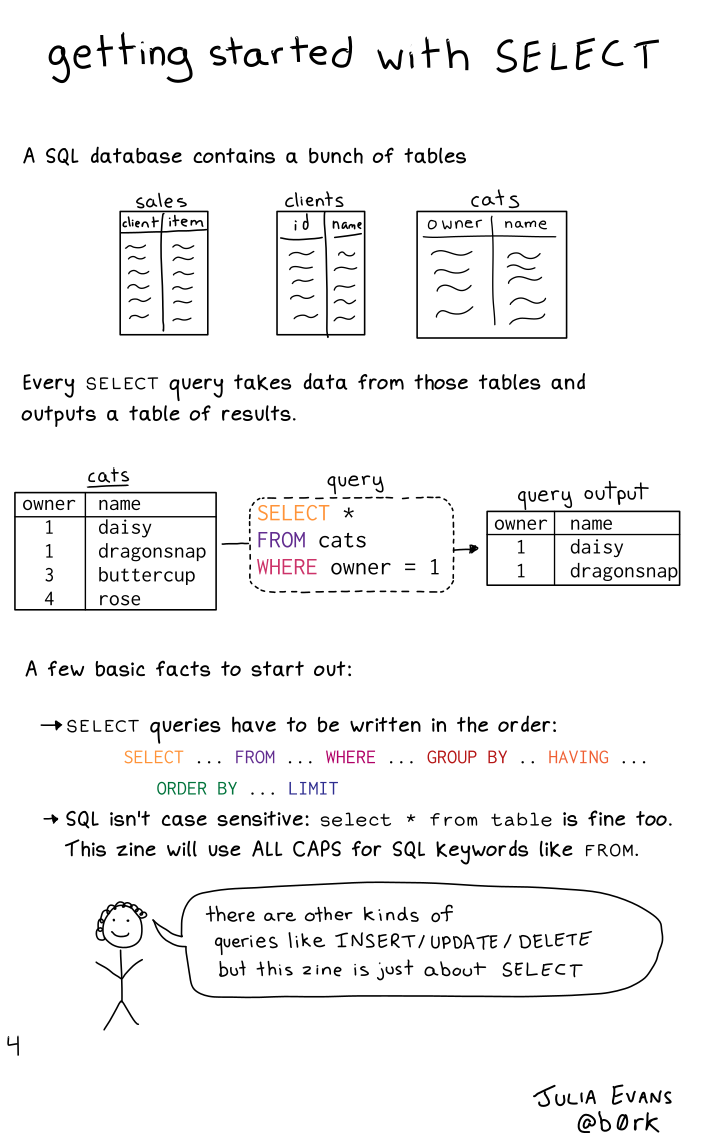 getting started with SELECT
A SQL database contains a bunch of tables
sales
client item
clients
id name
cats
owner name
Every SELECT query takes data from those tables and
outputs a table of results.
cats
owner name
1 daisy
1 dragonsnap
3 buttercup
4 rose
query
SELECT *
FROM cats
WHERE owner = 1
query output
owner name
1 daisy
1 dragonsnap
A few basic facts to start out:
→ SELECT queries have to be written in the order:
SELECT ... FROM ... WHERE ... GROUP BY .. HAVING ...
ORDER BY ... LIMIT
→ SQL isn't case sensitive: select * from table is fine too.
This zine will use ALL CAPS for SQL keywords like FROM.
there are other kinds of
queries like INSERT/UPDATE/DELETE
but this zine is just about SELECT
4
JULIA EVANS
@b0rk